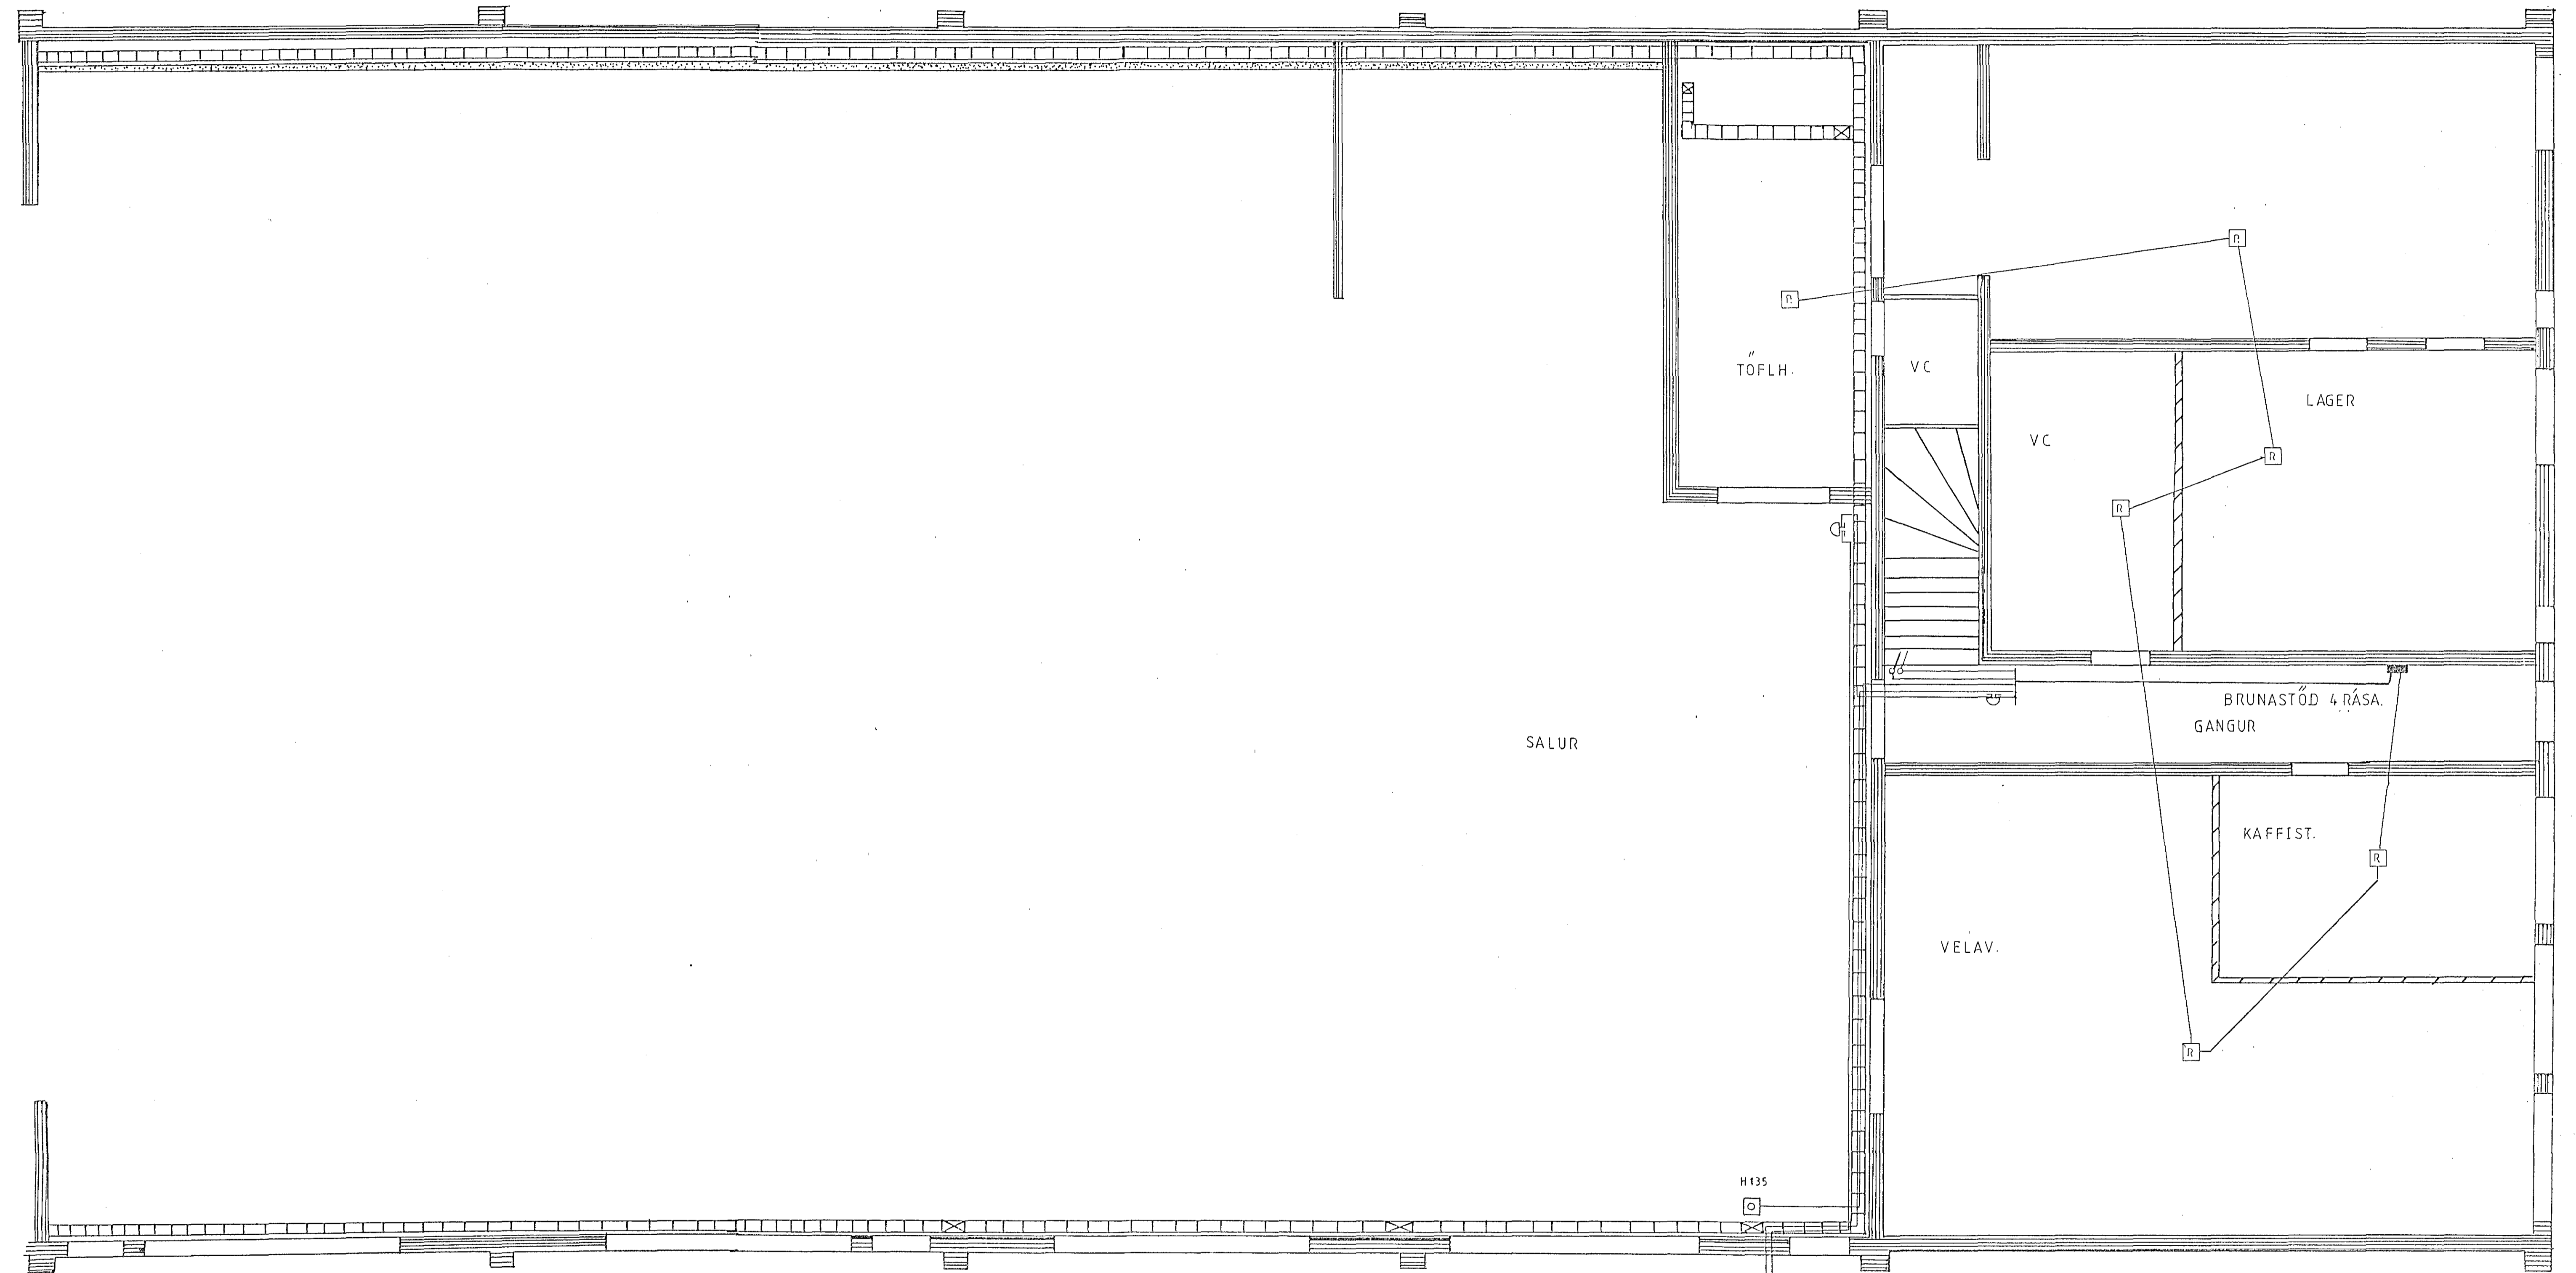 R
R
TÖFLH.
VC
LAGER
VC
R
R
BRUNASTÖÐ 4 RÁSA.
GANGUR
SALUR
KAFFIST.
R
VELAV.
R
H135